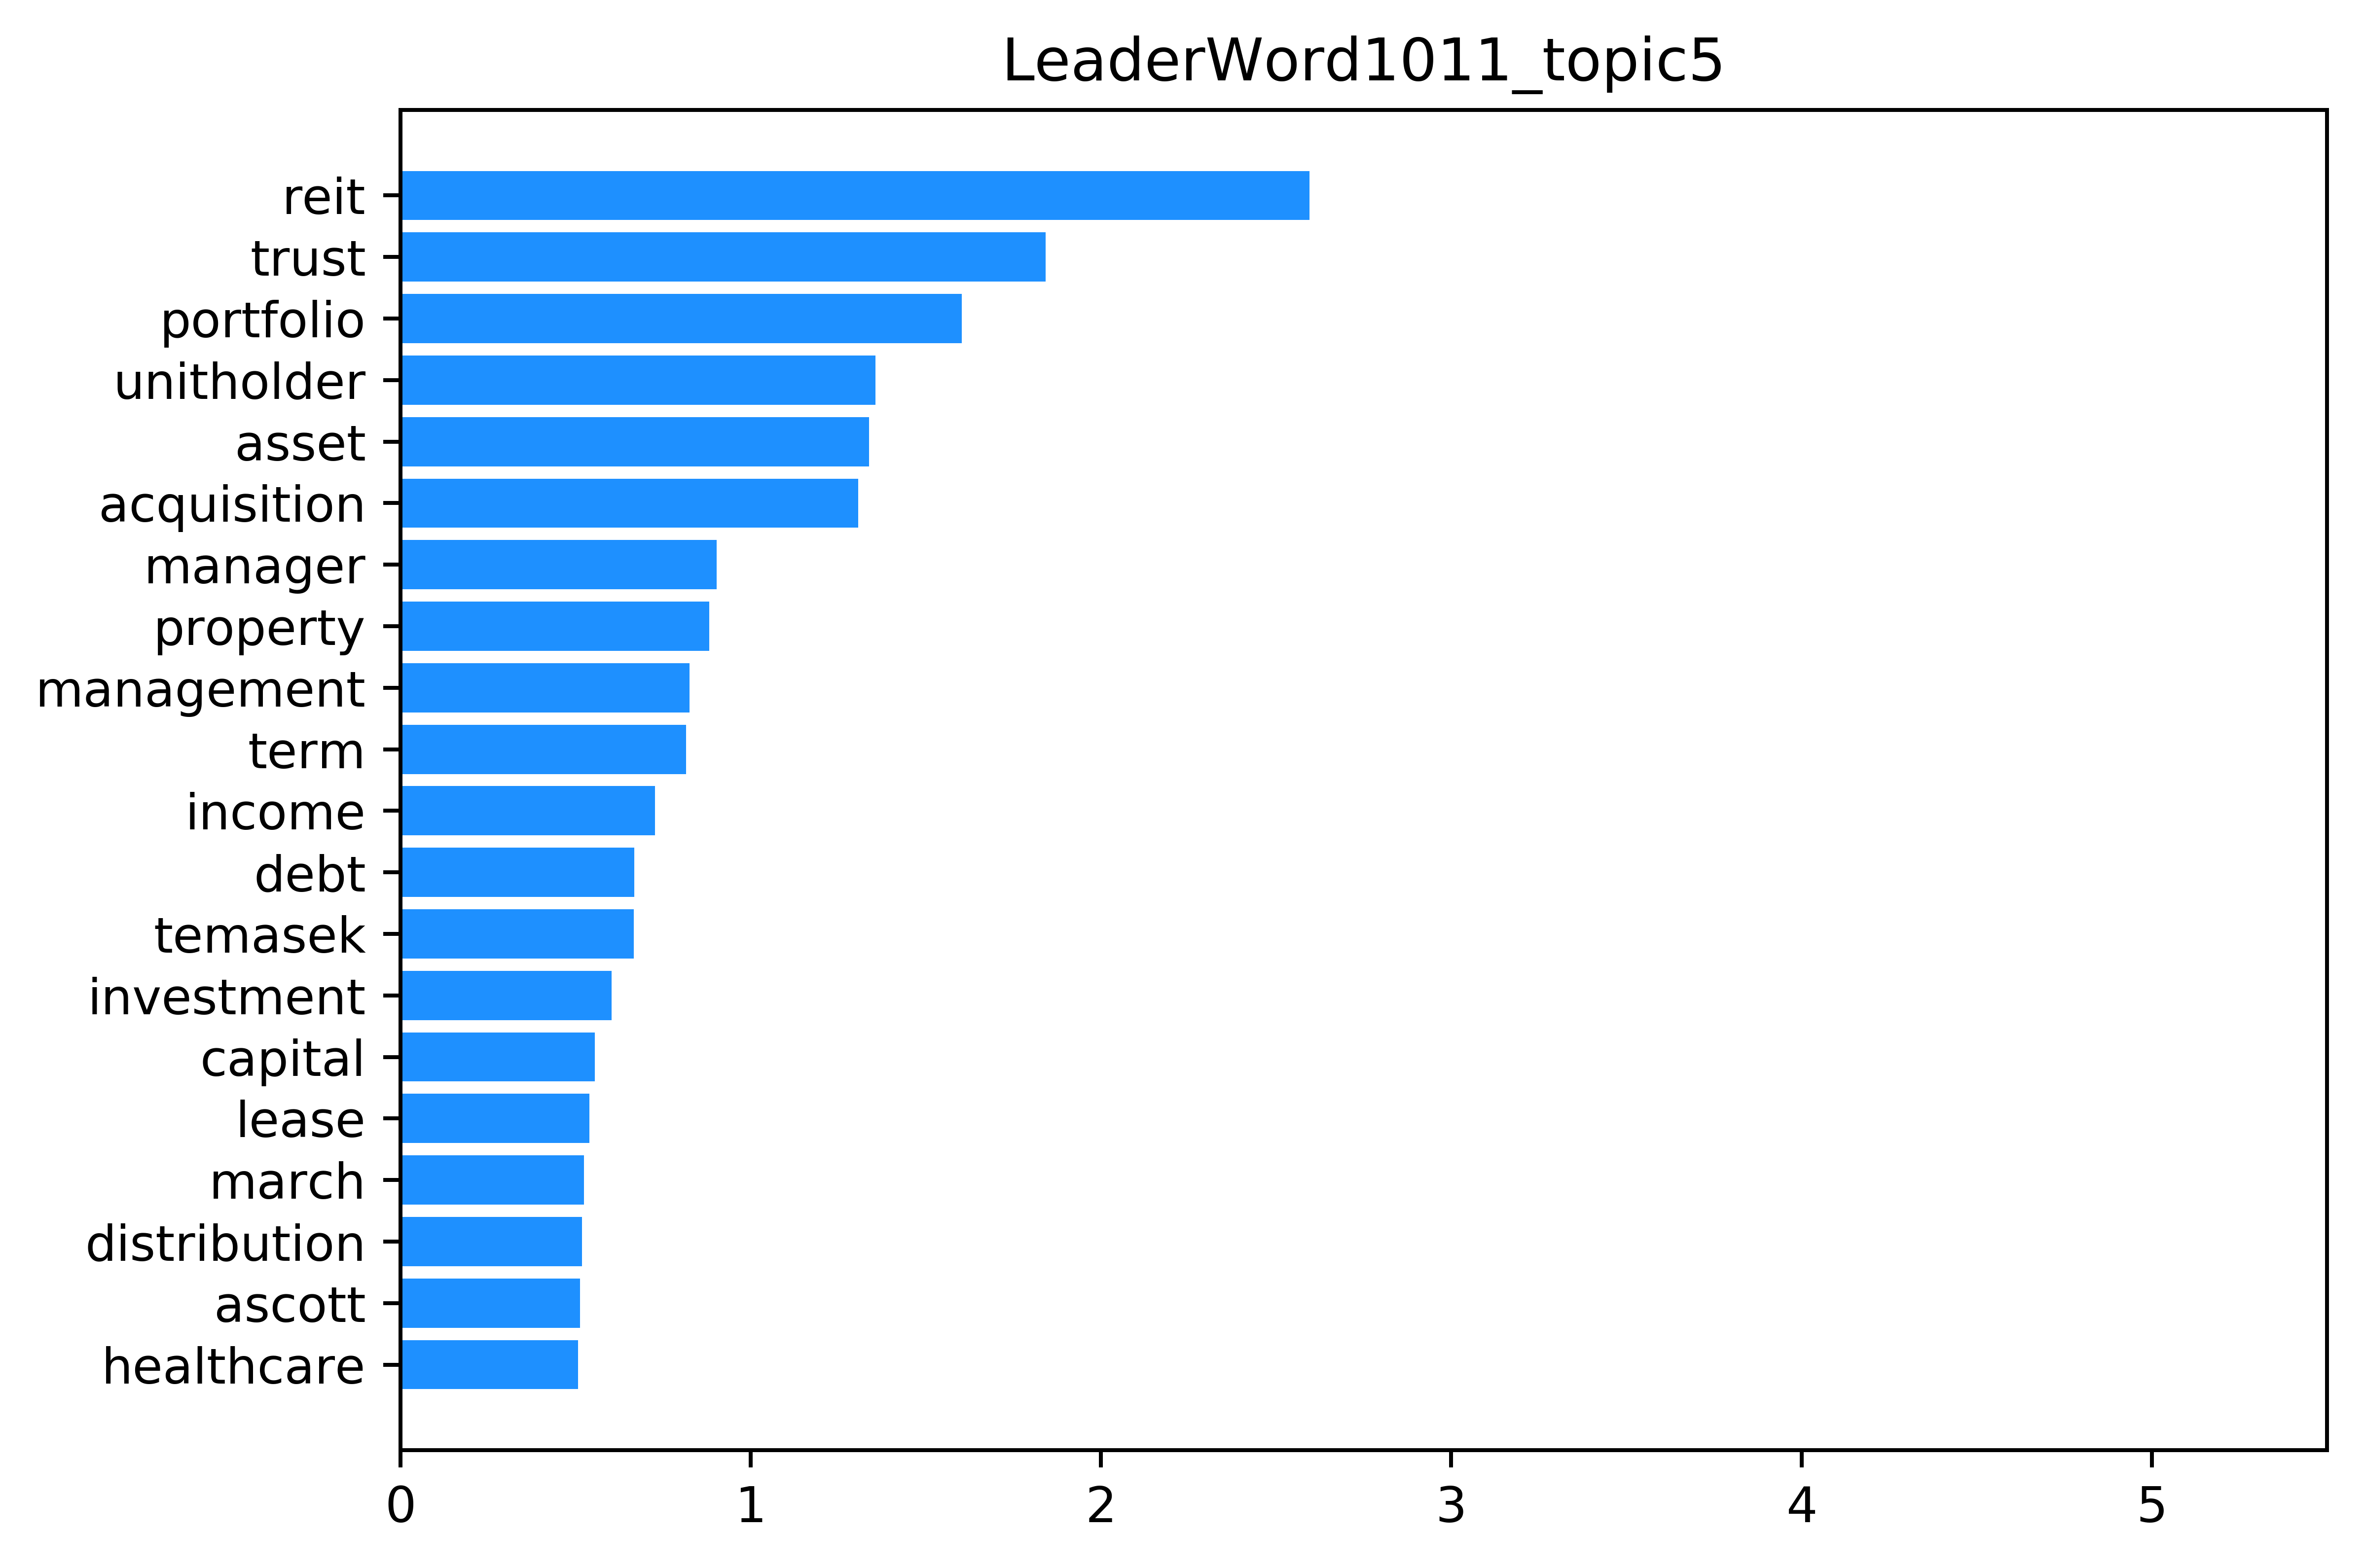 LeaderWord1011_topic5
reit
trust
portfolio
unitholder
asset
acquisition
manager
property
management
term
income
debt
temasek
investment
capital
lease
march
distribution
ascott
healthcare
0 1 2 3 4 5